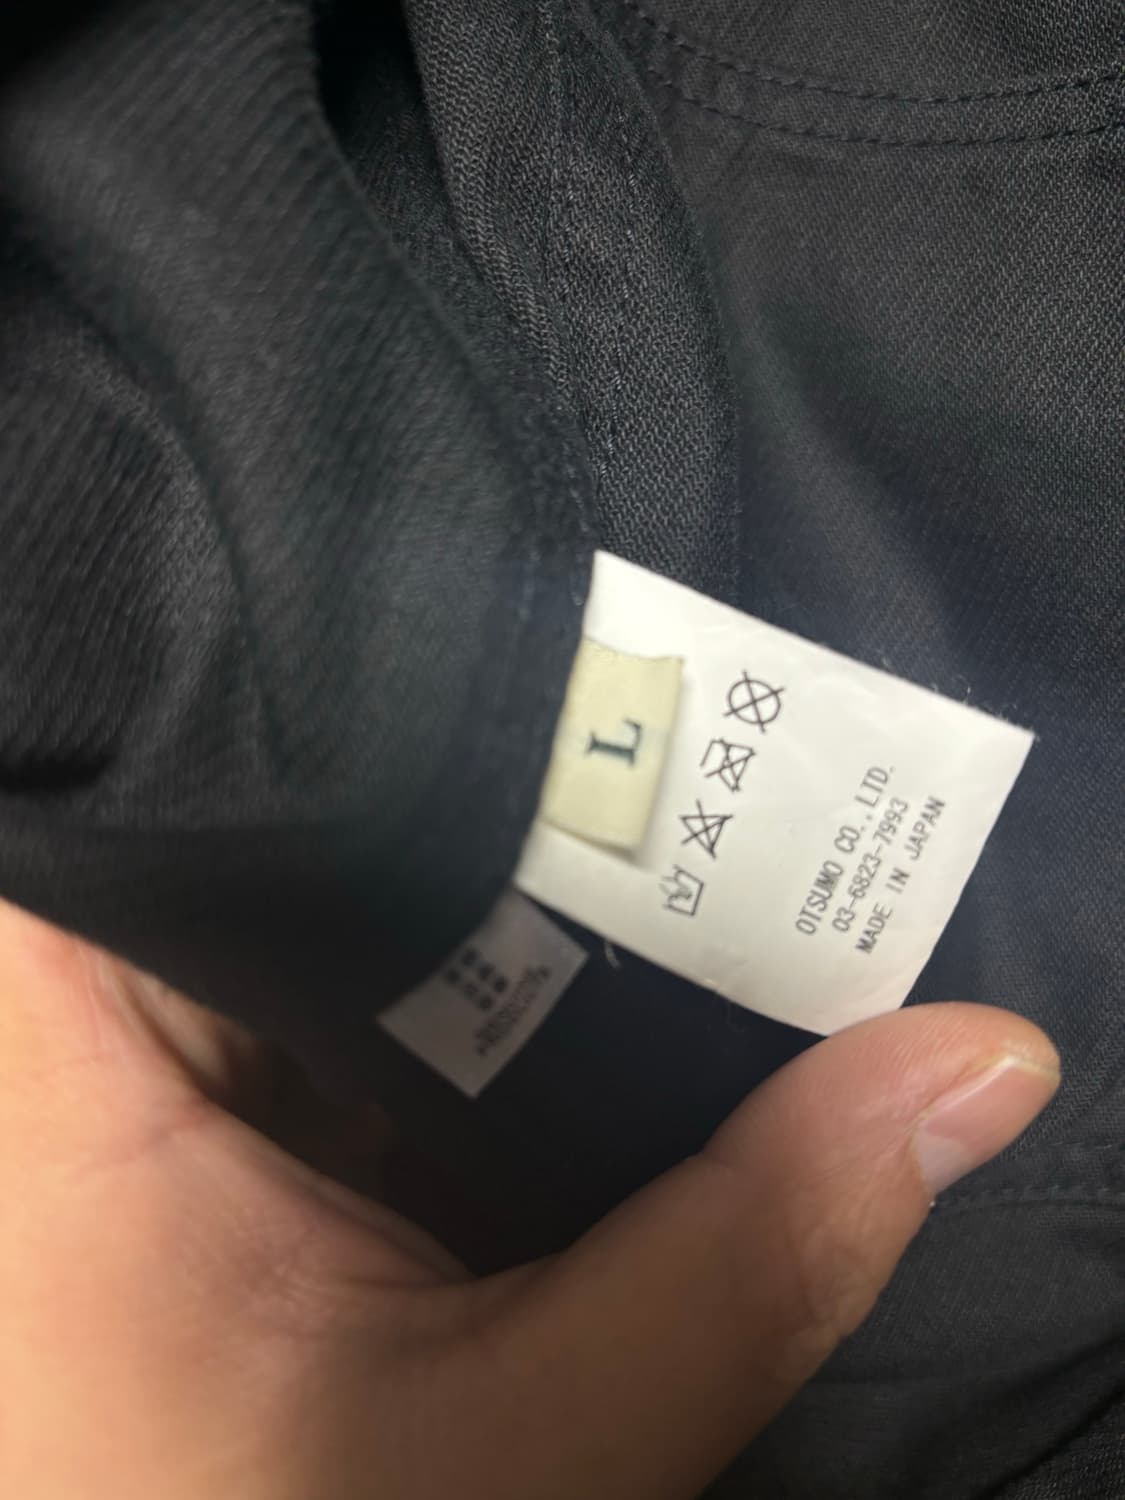 L
OTSUMO CO., LTD.
03-6823-7993
MADE IN JAPAN